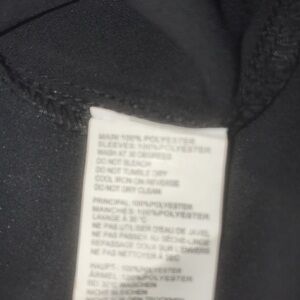 MAIN 100%POLYESTER
SLEEVES: 100%POLYESTER
WASH AT 30 DEGREES
DO NOT BLEACH
DO NOT TUMBLE DRY
COOL IRON ON REVERSE
DO NOT DRY CLEAN
PRINCIPAL 100%POLYESTER
MANCHES: 100%POLYESTER
LAVAGE À 30°C
NE PAS UTILISER D'EAU DE JAVEL
NE PAS PASSER AU SÈCHE-LINGE
REPASSAGE DOUX SUR L'ENVERS
NE PAS NETTOYER À SEC
HAUPT: 100%POLYESTER
ÄRMEL: 100%POLYESTER
WASCHEN
NICHT